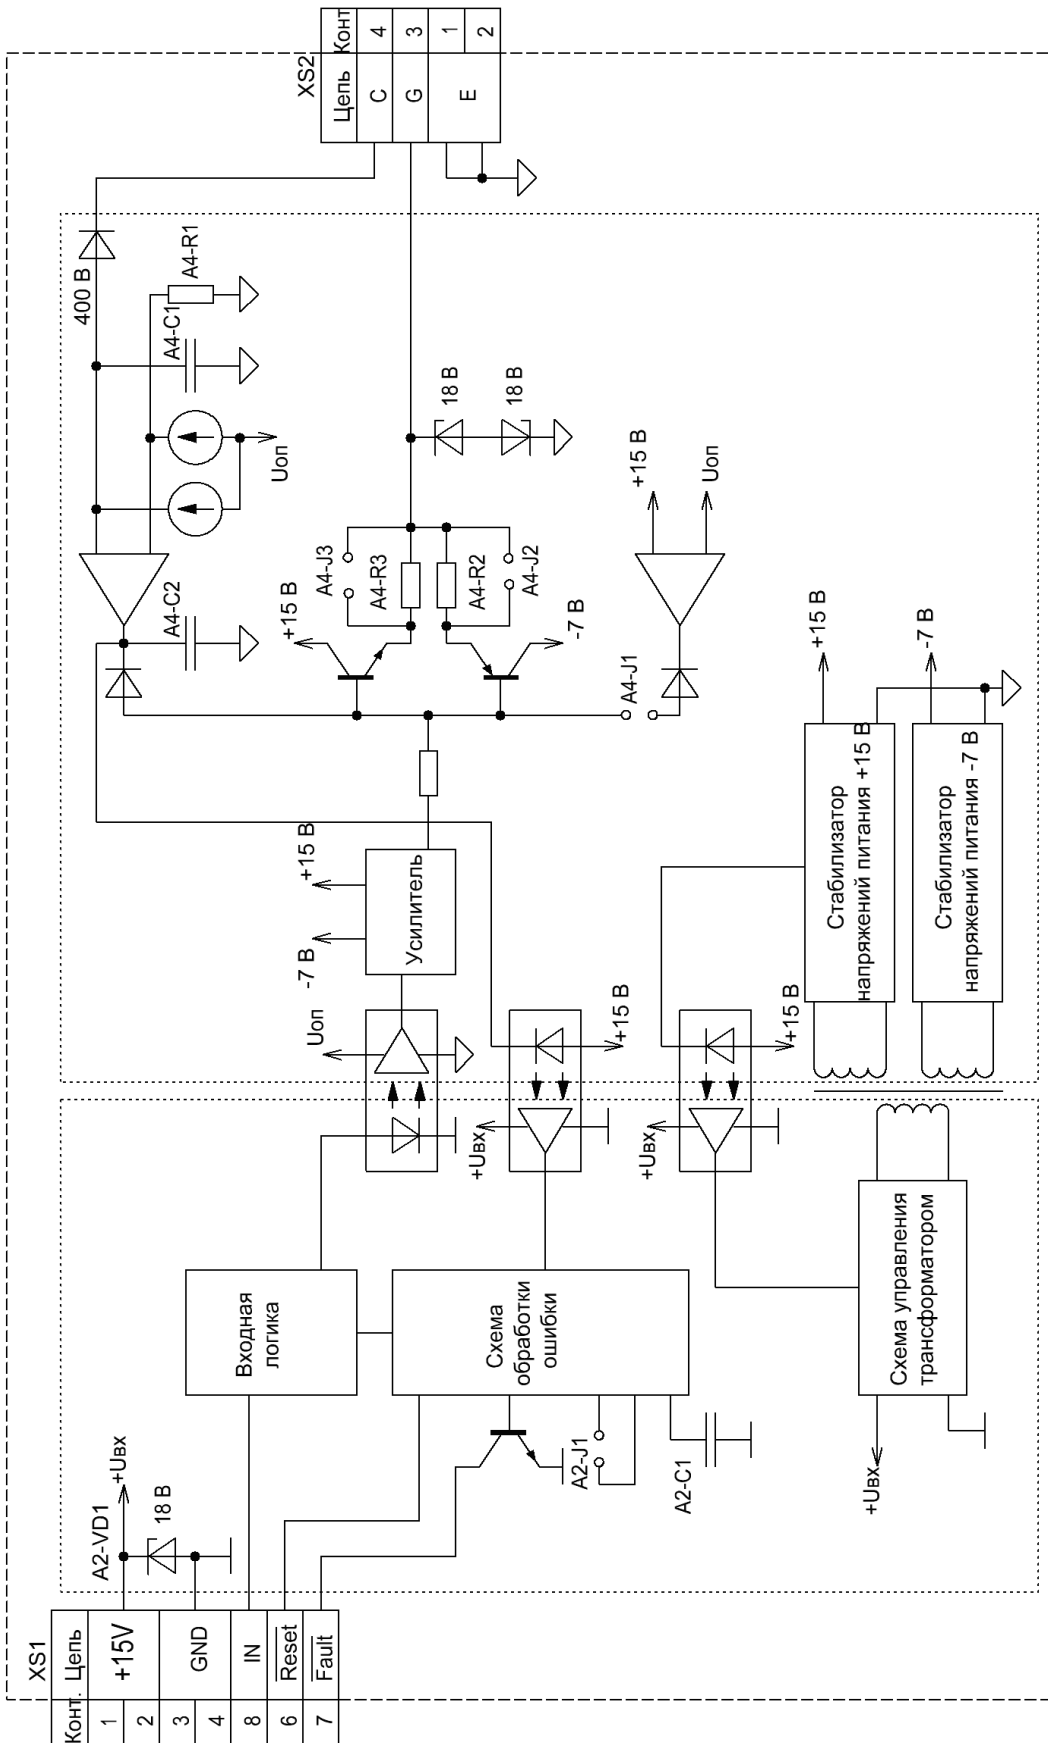 XS1
Конт.
Цепь
1
2
+15V
3
4
GND
8
IN
6
Reset
7
Fault
A2-VD1
+Uвх
18 В
Входная
логика
Схема
обработки
ошибки
A2-J1
A2-C1
Схема управления
трансформатором
+Uвх
+Uвх
+Uвх
Uоп
+15 В
+15 В
Усилитель
-7 В
+15 В
Стабилизатор
напряжений питания +15 В
Стабилизатор
напряжений питания -7 В
+15 В
-7 В
A4-C2
+15 В
A4-J3
A4-R3
A4-R2
A4-J2
-7 В
A4-J1
+15 В
Uоп
Uоп
400 В
A4-C1
A4-R1
18 В
18 В
XS2
Цепь
Конт
C
4
G
3
E
1
2